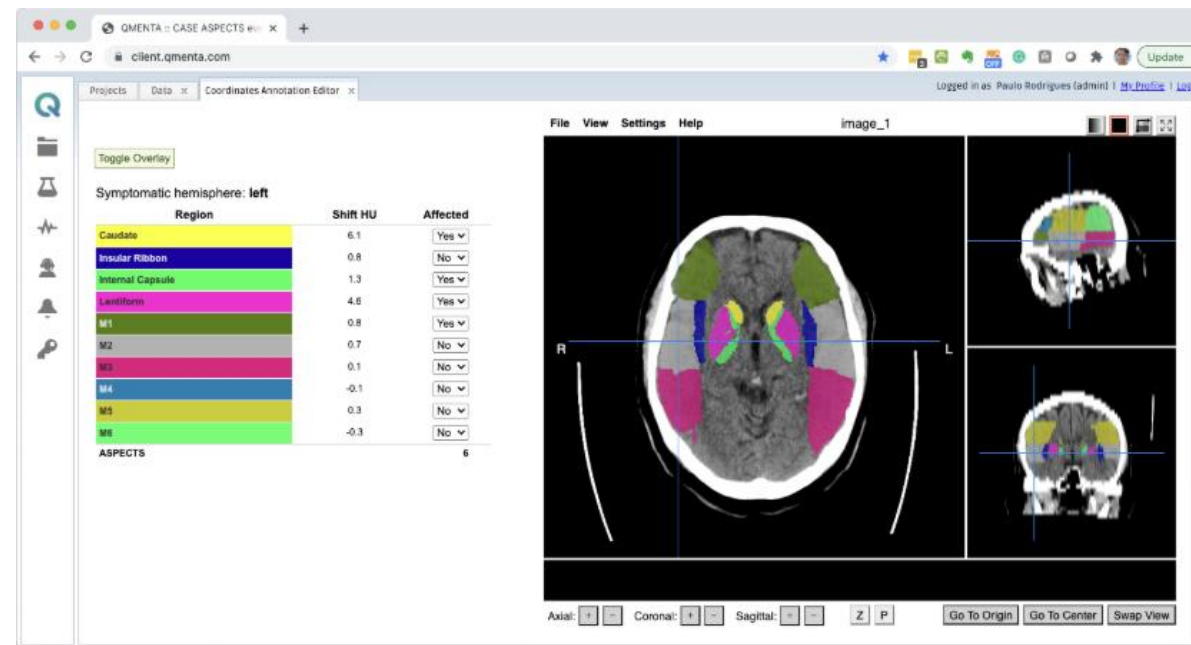 QMENTA :: CASE ASPECTS ev
client.qmenta.com
OFF
Update
Projects
Data
Coordinates Annotation Editor
Logged in as Paulo Rodrigues (admin) | My Profile |
File View Settings Help
image_1
Toggle Overlay
Symptomatic hemisphere: left
Region Shift HU Affected
Caudate 6.1 Yes
Insular Ribbon 0.8 No
Internal Capsule 1.3 Yes
Lentiform 4.6 Yes
M1 0.8 Yes
M2 0.7 No
M3 0.1 No
M4 -0.1 No
M5 0.3 No
M6 -0.3 No
ASPECTS 6
R
L
Axial: + - Coronal: + - Sagittal: + - Z P Go To Origin Go To Center Swap View